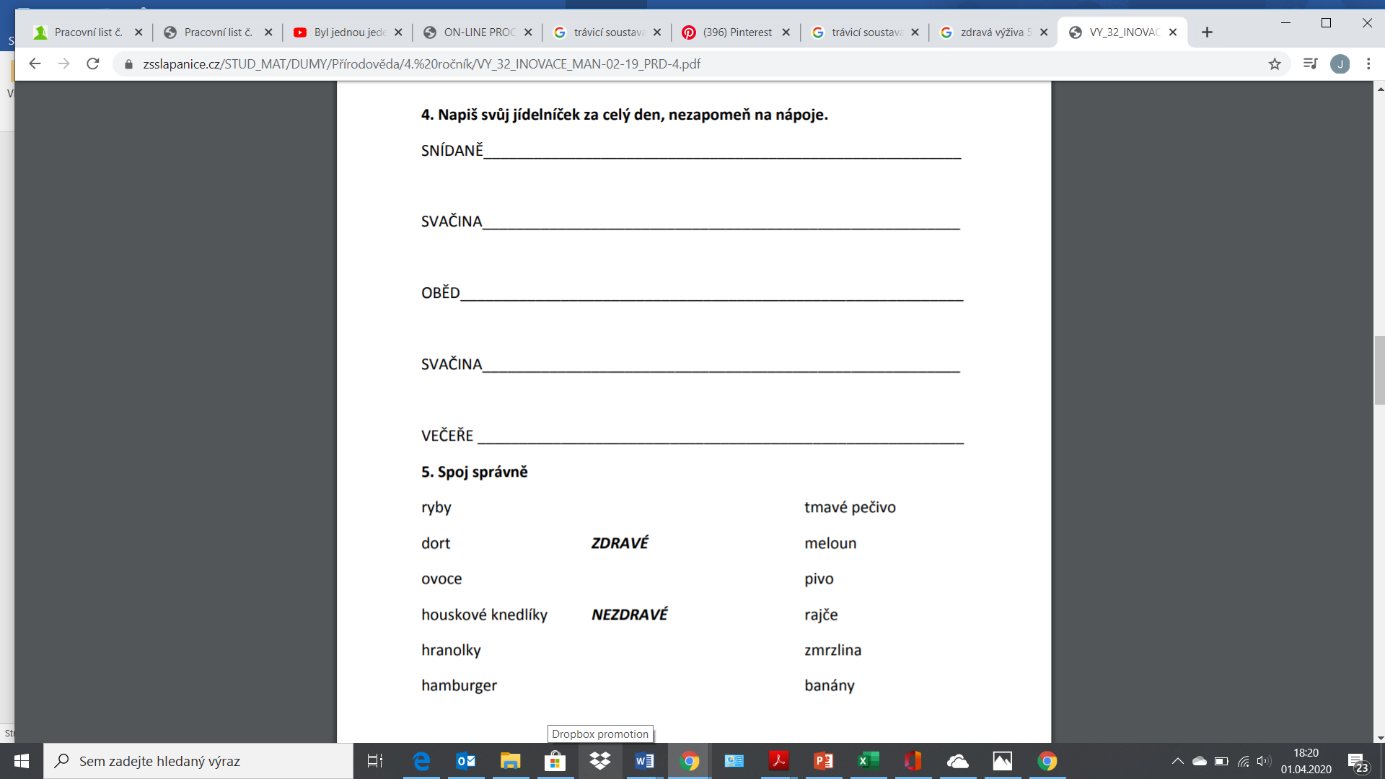 Pracovní list č.
Pracovní list č.
Byl jednou jede
ON-LINE PROC
trávicí soustava
(396) Pinterest
trávicí soustava
zdravá výživa 5
VY_32_INOVAC
zsslapanice.cz/STUD_MAT/DUMY/Přírodověda/4.%20ročník/VY_32_INOVACE_MAN-02-19_PRD-4.pdf
J
4. Napiš svůj jídelníček za celý den, nezapomeň na nápoje.
SNÍDANĚ
SVAČINA
OBĚD
SVAČINA
VEČEŘE
5. Spoj správně
ryby tmavé pečivo
dort ZDRAVÉ meloun
ovoce pivo
houskové knedlíky NEZDRAVÉ rajče
hranolky zmrzlina
hamburger banány
Dropbox promotion
Sem zadejte hledaný výraz
18:20
01.04.2020
23